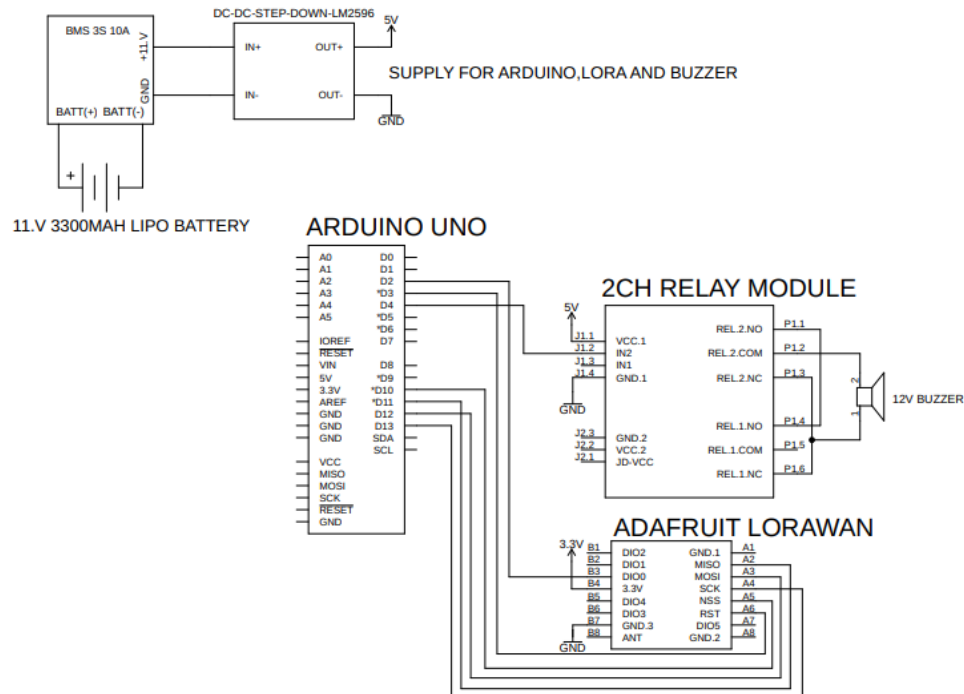 DC-DC-STEP-DOWN-LM2596
BMS 3S 10A
+11.V
GND
BATT(+) BATT(-)
IN+ OUT+
IN- OUT-
5V
GND
SUPPLY FOR ARDUINO,LORA AND BUZZER
+
11.V 3300MAH LIPO BATTERY
ARDUINO UNO
A0 D0
A1 D1
A2 D2
A3 *D3
A4 D4
A5 *D5
*D6
IOREF D7
RESET
VIN D8
5V *D9
3.3V *D10
AREF *D11
GND D12
GND D13
GND SDA
SCL
VCC
MISO
MOSI
SCK
RESET
GND
2CH RELAY MODULE
5V
J1.1 VCC.1
J1.2 IN2
J1.3 IN1
J1.4 GND.1
GND
J2.3 GND.2
J2.2 VCC.2
J2.1 JD-VCC
REL.2.NO P1.1
REL.2.COM P1.2
REL.2.NC P1.3
REL.1.NO P1.4
REL.1.COM P1.5
REL.1.NC P1.6
2
1
12V BUZZER
ADAFRUIT LORAWAN
3.3V
B1 DIO2 GND.1 A1
B2 DIO1 MISO A2
B3 DIO0 MOSI A3
B4 3.3V SCK A4
B5 DIO4 NSS A5
B6 DIO3 RST A6
B7 GND.3 DIO5 A7
B8 ANT GND.2 A8
GND